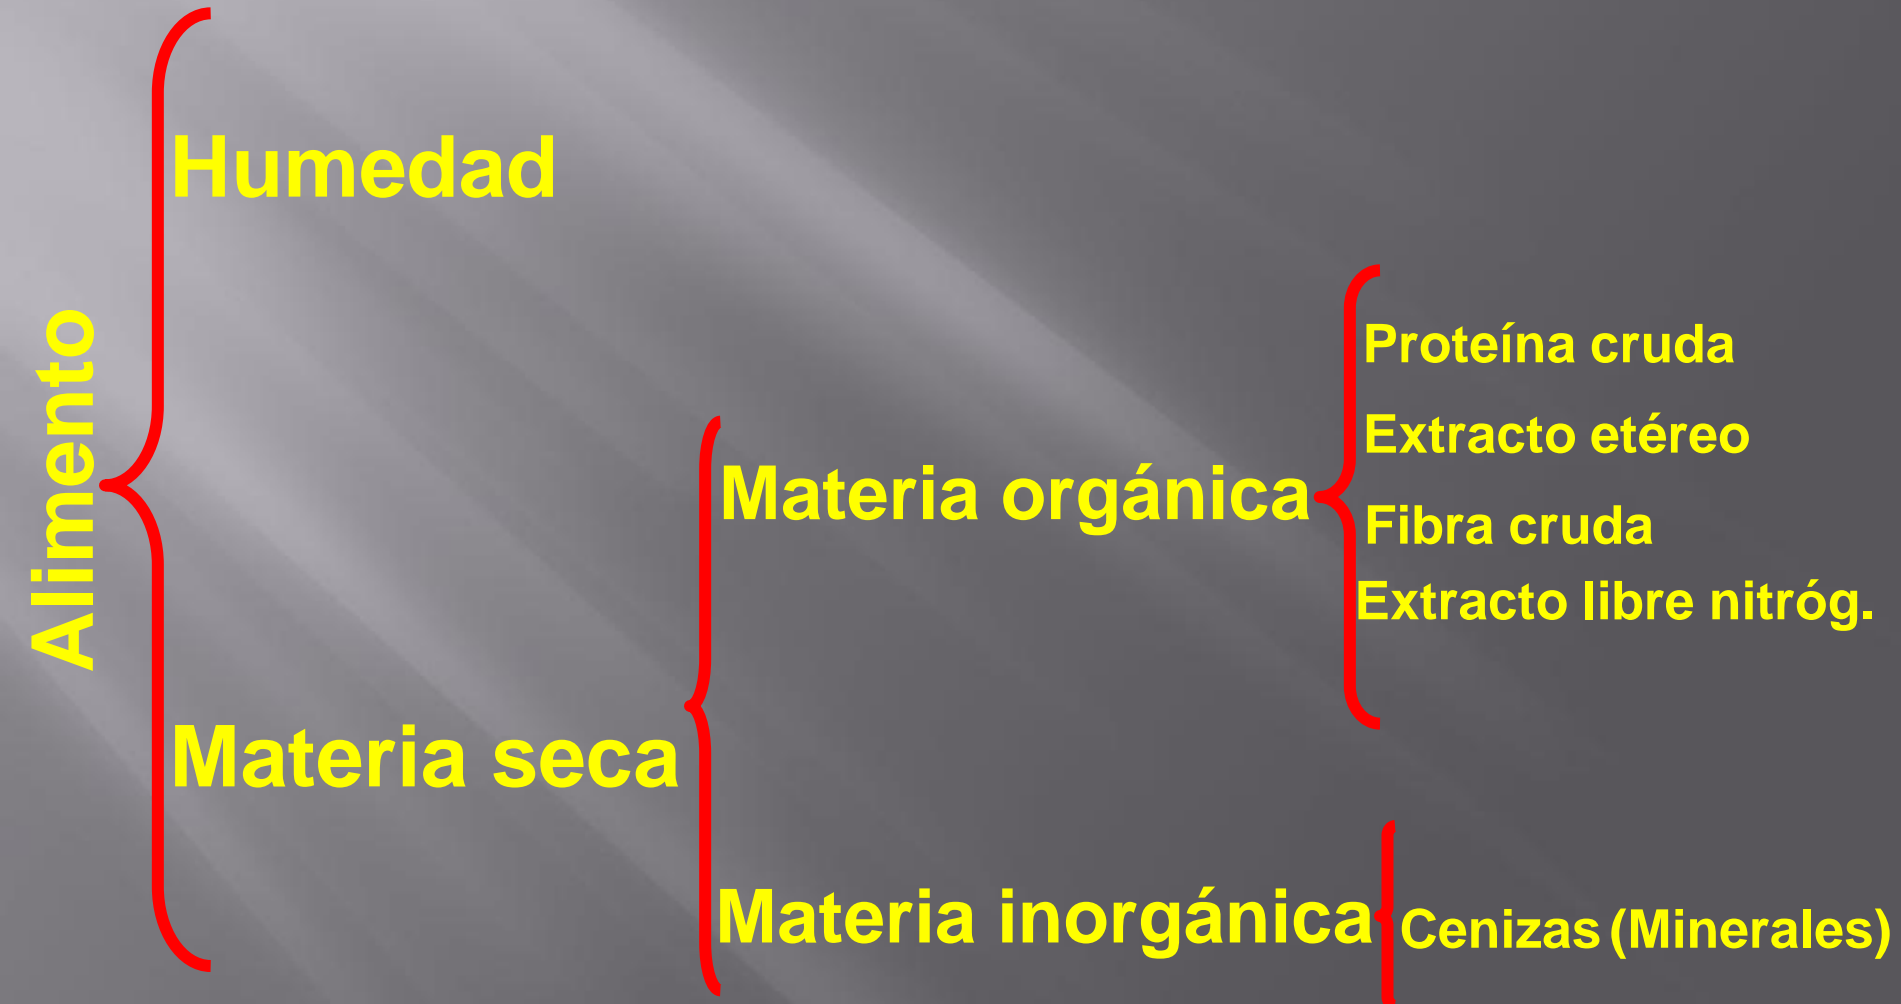 Alimento
Humedad
Materia seca
Materia orgánica
Proteína cruda
Extracto etéreo
Fibra cruda
Extracto libre nitróg.
Materia inorgánica
Cenizas (Minerales)